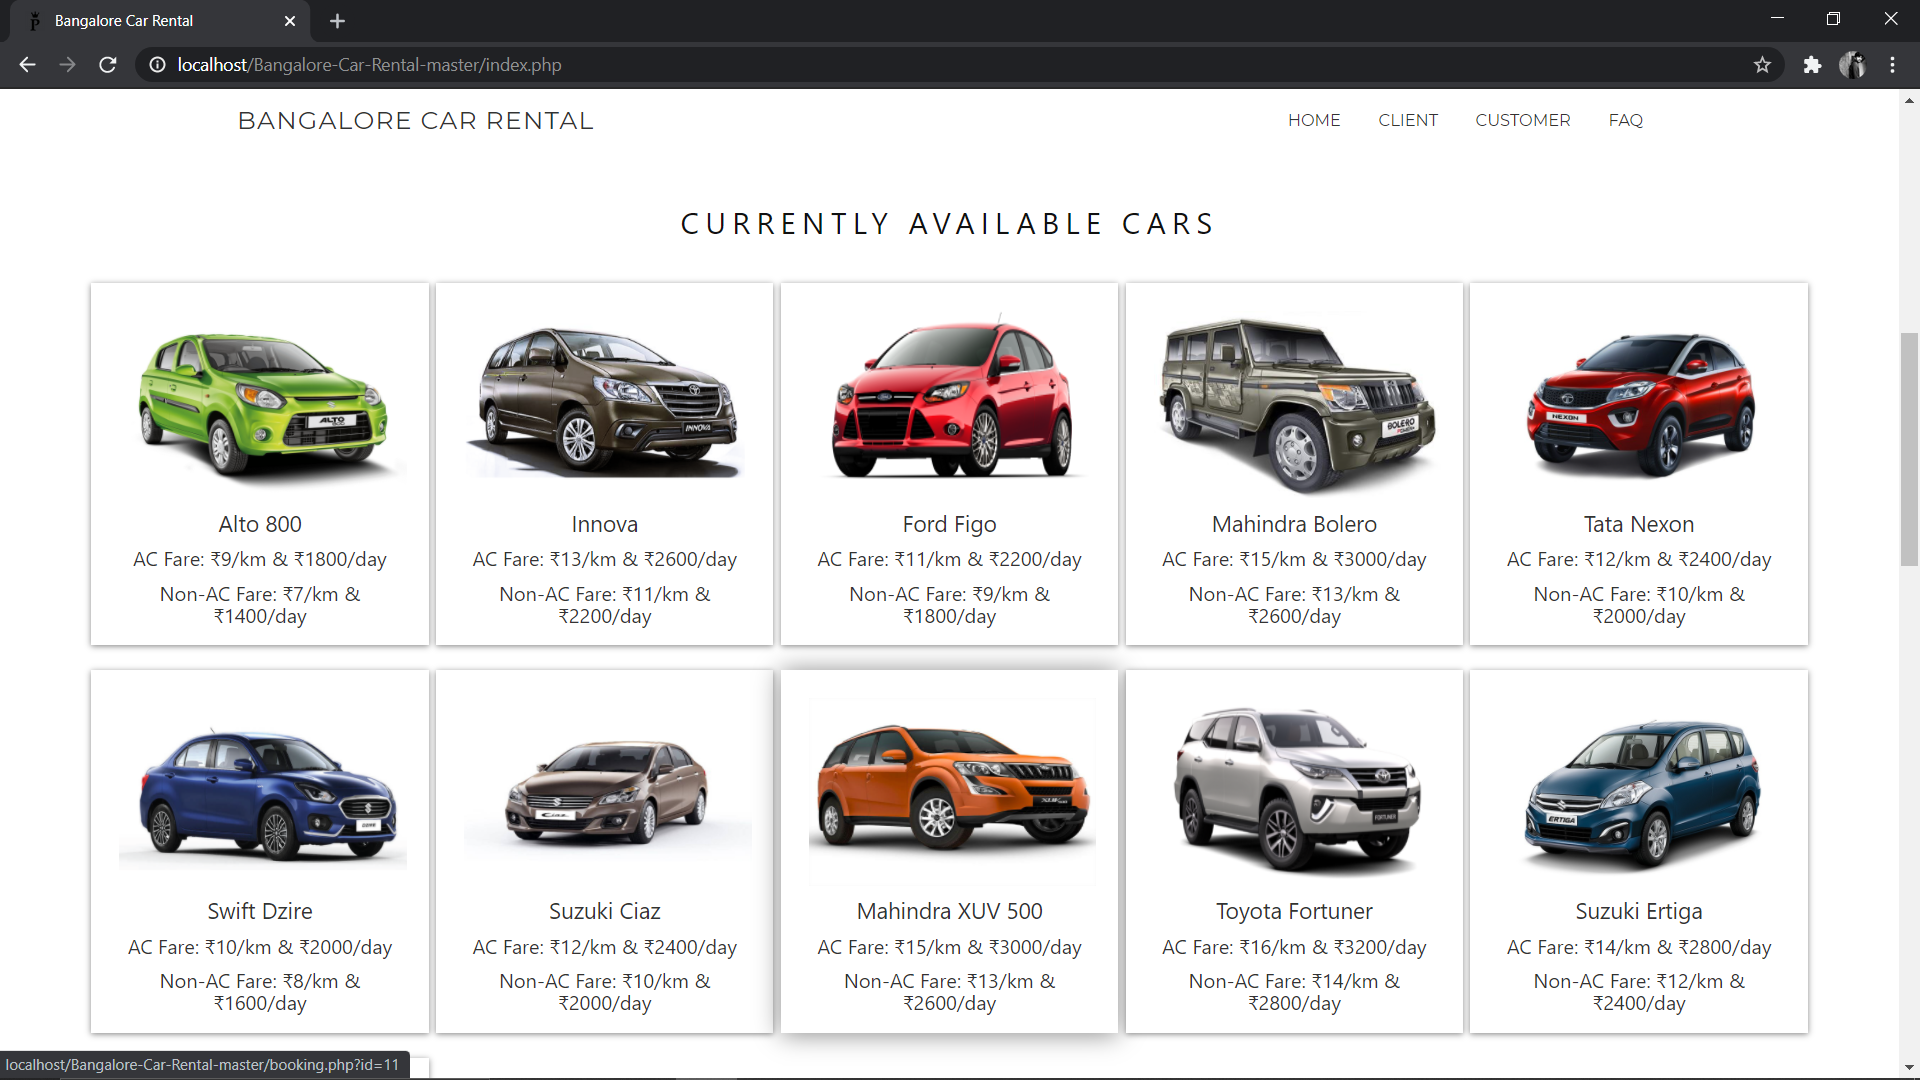 Bangalore Car Rental
localhost/Bangalore-Car-Rental-master/index.php
BANGALORE CAR RENTAL
HOME CLIENT CUSTOMER FAQ
CURRENTLY AVAILABLE CARS
ALTO
INNOVA
BOLERO
NEXON
Alto 800
Innova
Ford Figo
Mahindra Bolero
Tata Nexon
AC Fare: ₹9/km & ₹1800/day
AC Fare: ₹13/km & ₹2600/day
AC Fare: ₹11/km & ₹2200/day
AC Fare: ₹15/km & ₹3000/day
AC Fare: ₹12/km & ₹2400/day
Non-AC Fare: ₹7/km &
₹1400/day
Non-AC Fare: ₹11/km &
₹2200/day
Non-AC Fare: ₹9/km &
₹1800/day
Non-AC Fare: ₹13/km &
₹2600/day
Non-AC Fare: ₹10/km &
₹2000/day
DZIRE
Ciaz
FORTUNER
ERTIGA
Swift Dzire
Suzuki Ciaz
Mahindra XUV 500
Toyota Fortuner
Suzuki Ertiga
AC Fare: ₹10/km & ₹2000/day
AC Fare: ₹12/km & ₹2400/day
AC Fare: ₹15/km & ₹3000/day
AC Fare: ₹16/km & ₹3200/day
AC Fare: ₹14/km & ₹2800/day
Non-AC Fare: ₹8/km &
₹1600/day
Non-AC Fare: ₹10/km &
₹2000/day
Non-AC Fare: ₹13/km &
₹2600/day
Non-AC Fare: ₹14/km &
₹2800/day
Non-AC Fare: ₹12/km &
₹2400/day
localhost/Bangalore-Car-Rental-master/booking.php?id=11